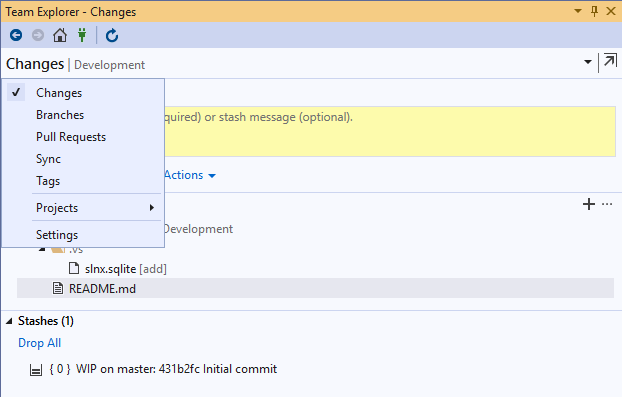 Team Explorer - Changes
Changes | Development
Changes
Branches
Pull Requests
Sync
Tags
Projects
Settings
quired) or stash message (optional).
Actions
Development
.vs
slnx.sqlite [add]
README.md
Stashes (1)
Drop All
{ 0 } WIP on master: 431b2fc Initial commit